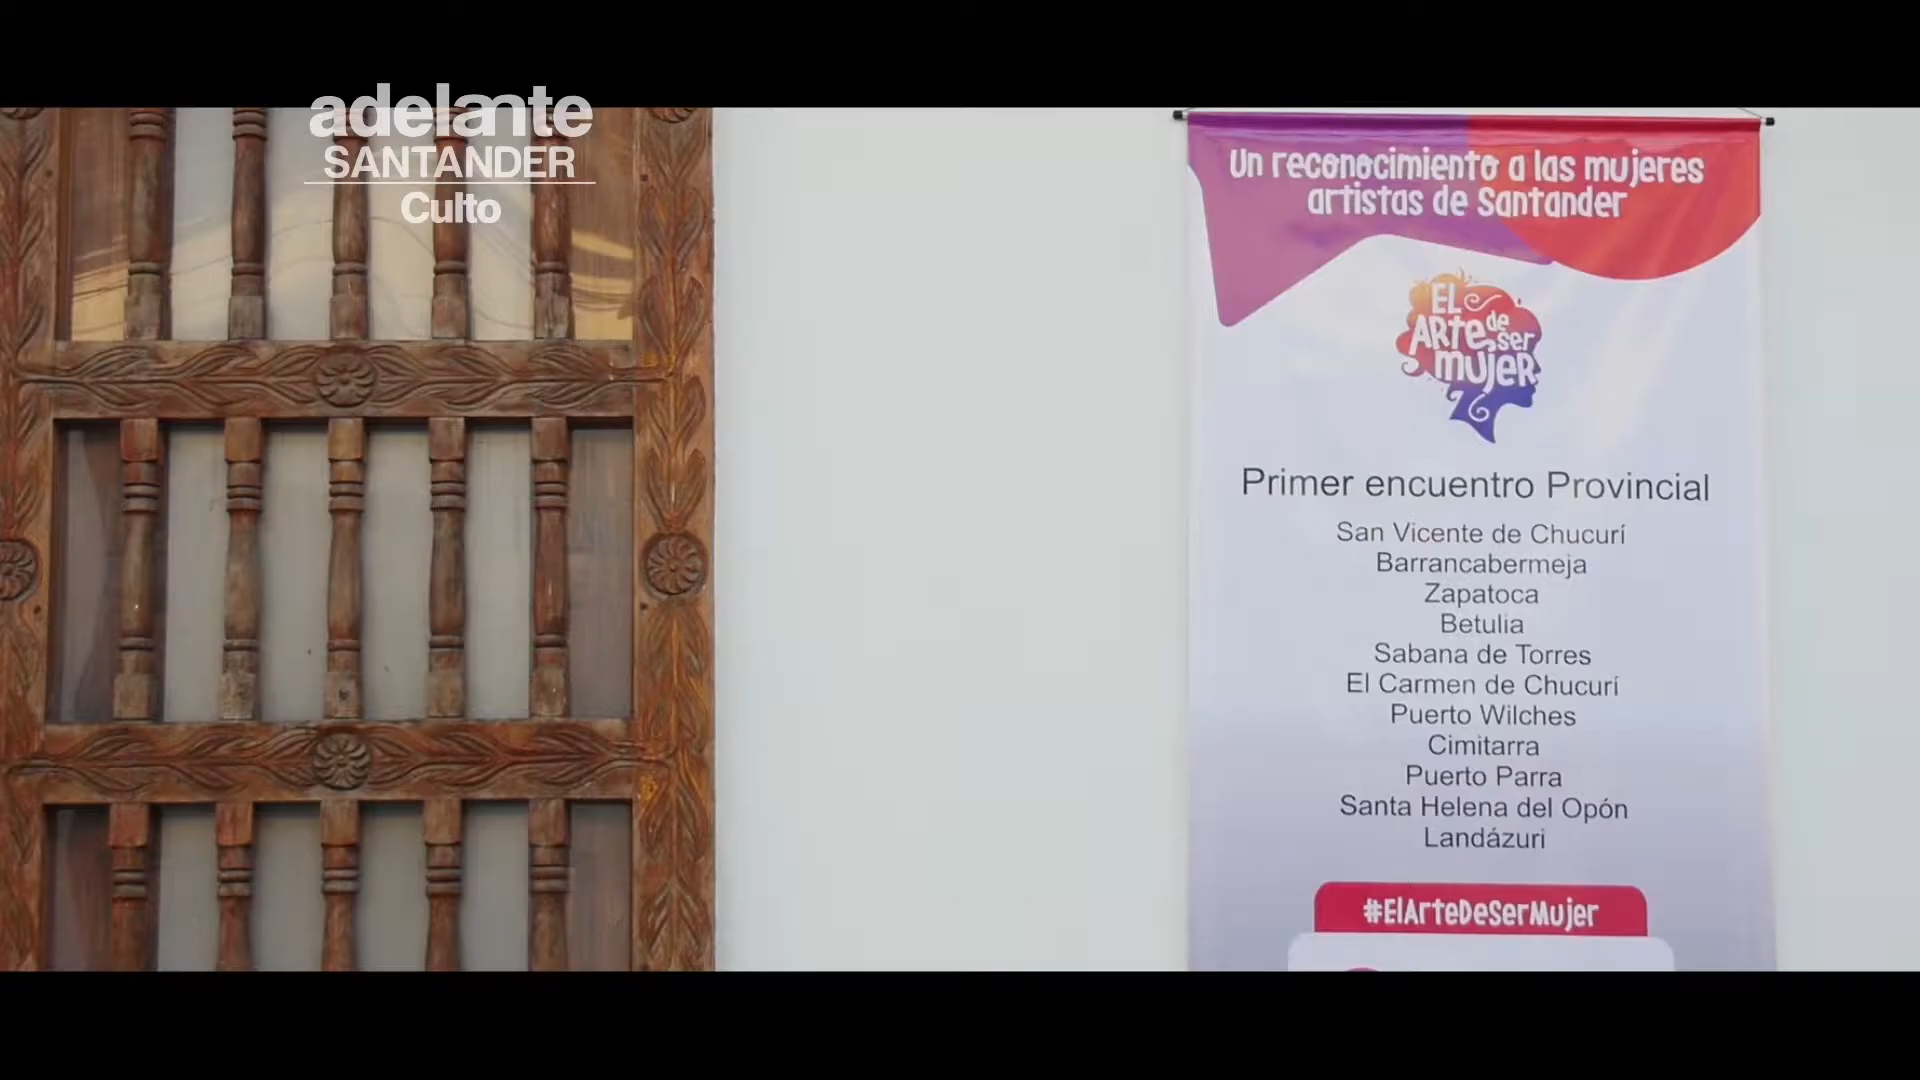 adelante
SANTANDER
Culto
Un reconocimiento a las mujeres
artistas de Santander
EL
ARte de
ser
mujeR
Primer encuentro Provincial
San Vicente de Chucurí
Barrancabermeja
Zapatoca
Betulia
Sabana de Torres
El Carmen de Chucurí
Puerto Wilches
Cimitarra
Puerto Parra
Santa Helena del Opón
Landázuri
#ElArteDeSerMujer